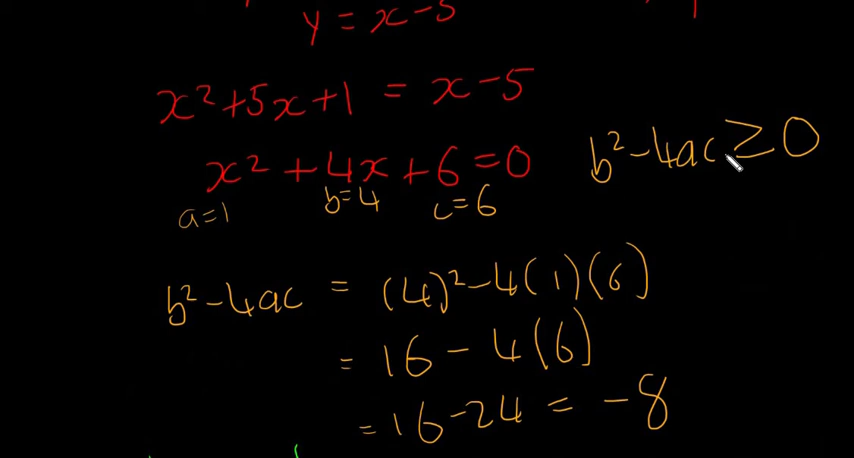 y = x - 5
x² + 5x + 1 = x - 5
x² + 4x + 6 = 0
b² - 4ac ≥ 0
a = 1 b = 4 c = 6
b² - 4ac = (4)² - 4(1)(6)
= 16 - 4(6)
= 16 - 24 = -8